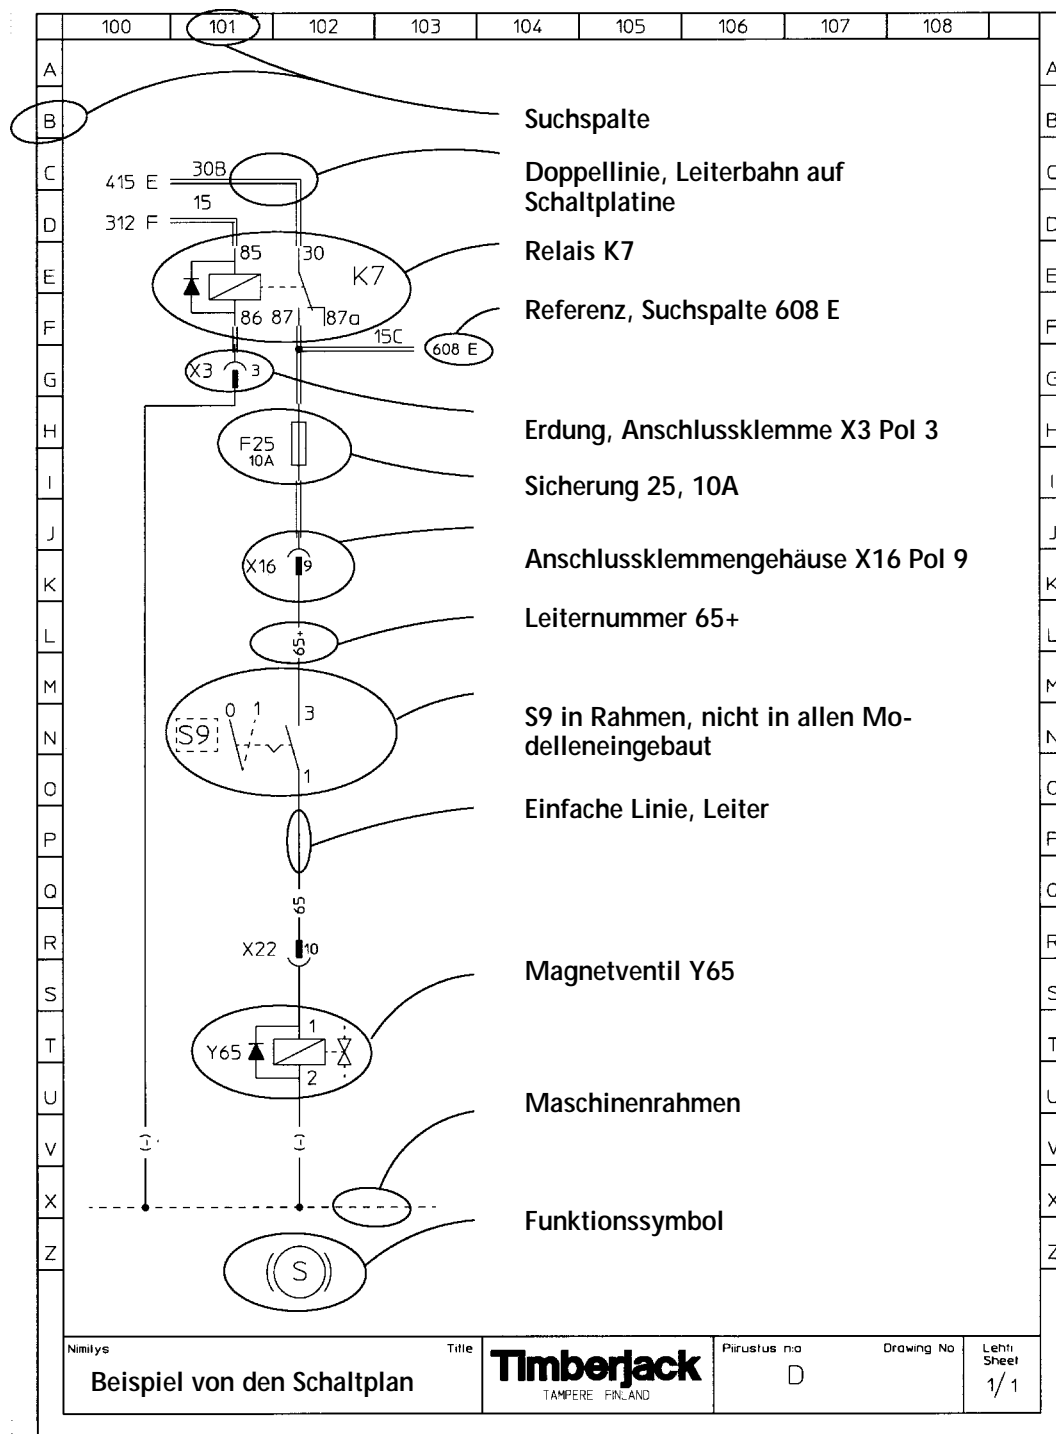 100 101 102 103 104 105 106 107 108
A A
B B
Suchspalte
C C
30B
415 E
Doppellinie, Leiterbahn auf
Schaltplatine
15
312 F
D D
85 30
Relais K7
E E
K7
86 87 87a
Referenz, Suchspalte 608 E
F F
15C
608 E
X3 3
G G
H H
Erdung, Anschlussklemme X3 Pol 3
F25
10A
I I
Sicherung 25, 10A
J J
X16 9
Anschlussklemmengehäuse X16 Pol 9
K K
L L
65+
Leiternummer 65+
M M
0 1 3
S9
S9 in Rahmen, nicht in allen Mo-
delleneingebaut
N N
1
O O
Einfache Linie, Leiter
P P
Q Q
65
R R
X22 10
Magnetventil Y65
S S
1
T T
Y65
2
U U
Maschinenrahmen
V V
(-) (-)
X X
Funktionssymbol
Z Z
S
Nimitys Title
Beispiel von den Schaltplan
Timberjack
TAMPERE FINLAND
Piirustus n:o Drawing No
D
Lehti
Sheet
1/1